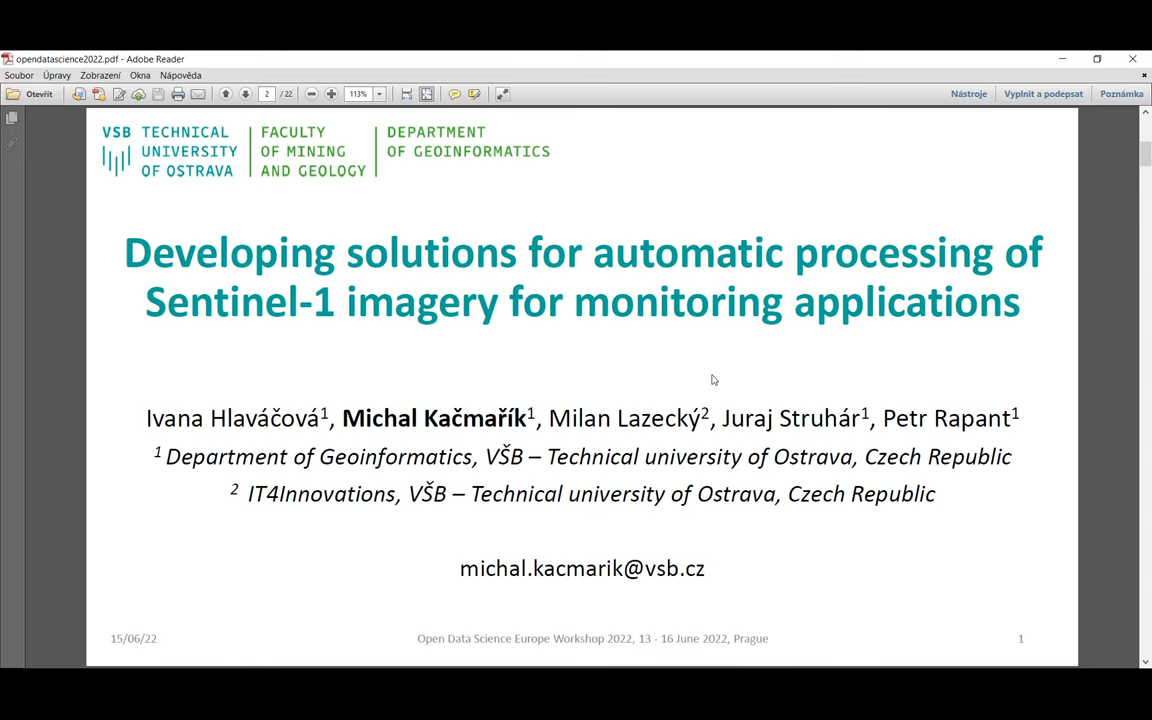 opendatascience2022.pdf - Adobe Reader
Soubor Úpravy Zobrazení Okna Nápověda
Otevřít 2 / 22 113% Nástroje Vyplnit a podepsat Poznámka
VSB TECHNICAL UNIVERSITY OF OSTRAVA
FACULTY OF MINING AND GEOLOGY
DEPARTMENT OF GEOINFORMATICS
Developing solutions for automatic processing of
Sentinel-1 imagery for monitoring applications
Ivana Hlaváčová¹, Michal Kačmařík¹, Milan Lazecký², Juraj Struhár¹, Petr Rapant¹
¹ Department of Geoinformatics, VŠB – Technical university of Ostrava, Czech Republic
² IT4Innovations, VŠB – Technical university of Ostrava, Czech Republic
michal.kacmarik@vsb.cz
15/06/22 Open Data Science Europe Workshop 2022, 13 - 16 June 2022, Prague 1